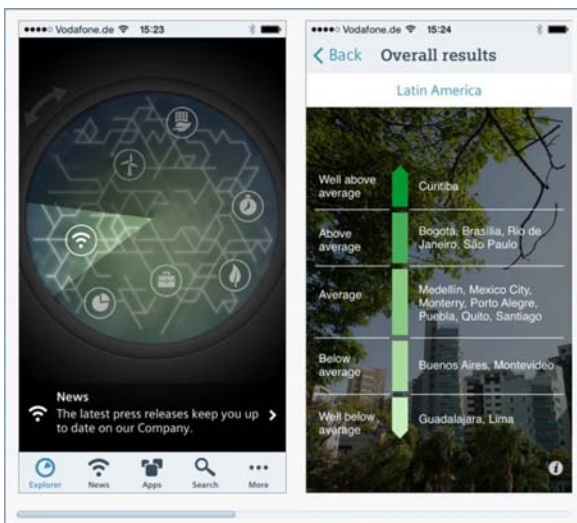 Vodafone.de 15:23
News
The latest press releases keep you up
to date on our Company.
Explorer News Apps Search More
Vodafone.de 15:24
Back Overall results
Latin America
Well above
average
Curitiba
Above
average
Bogotá, Brasília, Rio de
Janeiro, São Paulo
Average
Medellín, Mexico City,
Monterry, Porto Alegre,
Puebla, Quito, Santiago
Below
average
Buenos Aires, Montevideo
Well below
average
Guadalajara, Lima